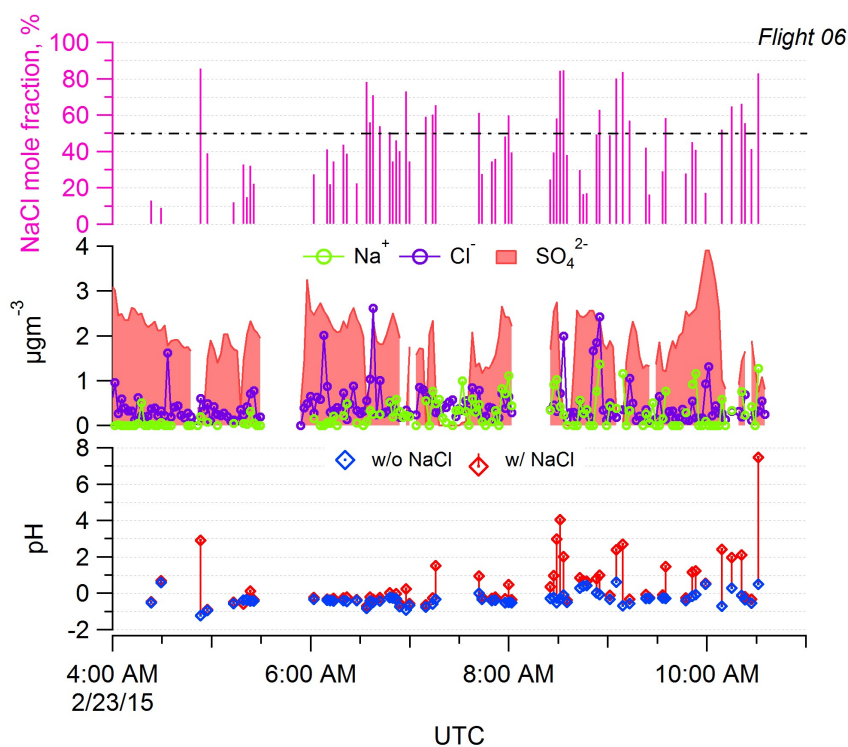 Flight 06
NaCl mole fraction, %
100
80
60
40
20
0
Na⁺ Cl⁻ SO₄²⁻
µgm⁻³
4
3
2
1
0
w/o NaCl w/ NaCl
pH
8
6
4
2
0
-2
4:00 AM 6:00 AM 8:00 AM 10:00 AM
2/23/15
UTC